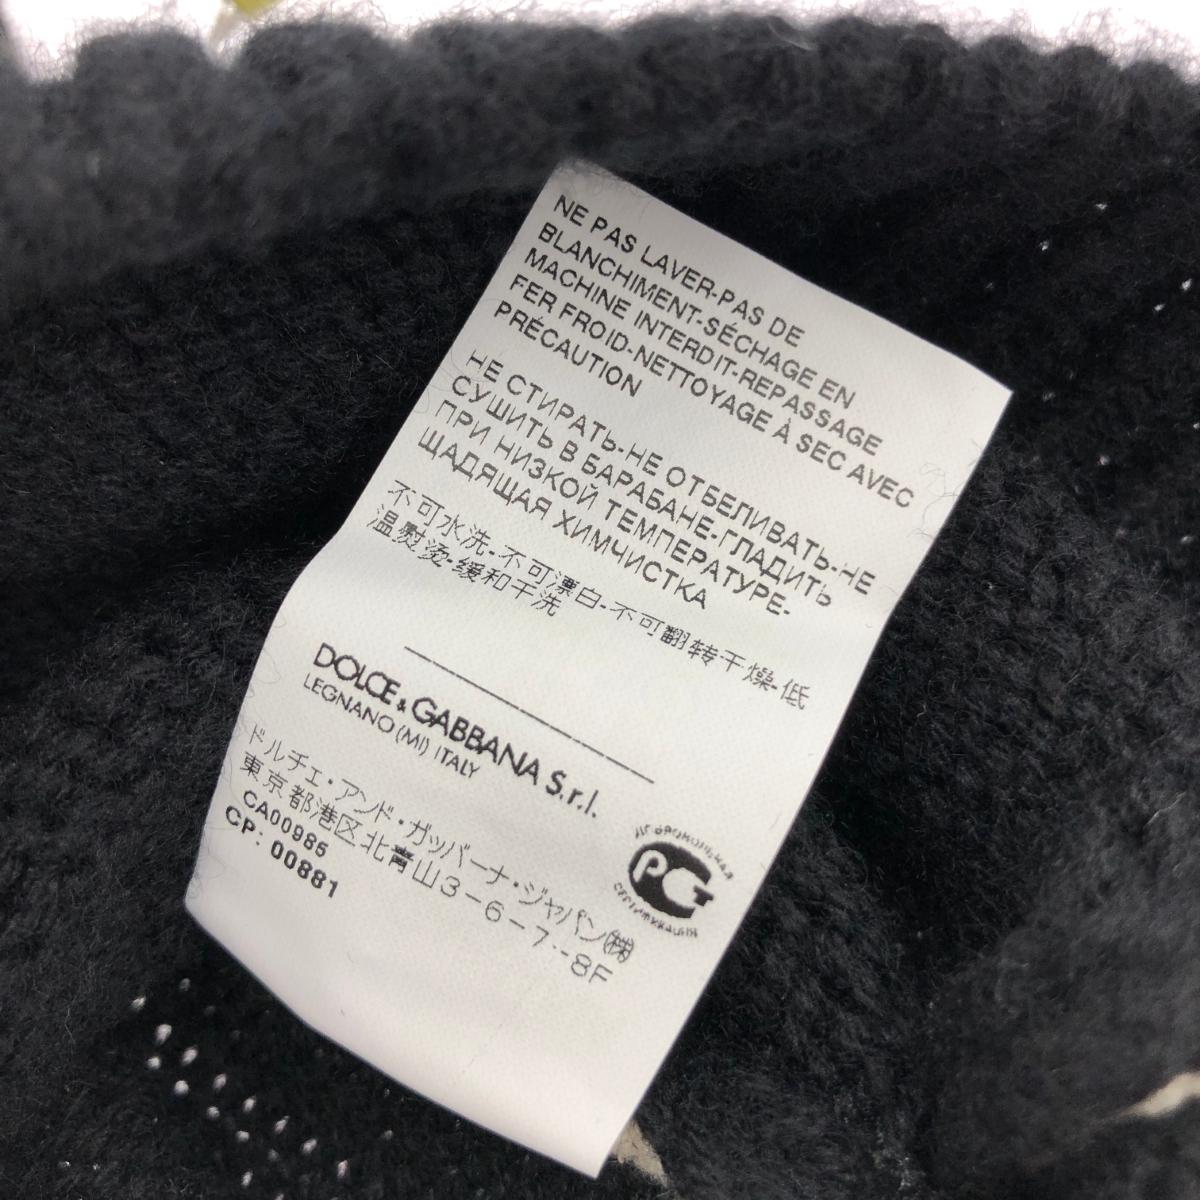 NE PAS LAVER-PAS DE
BLANCHIMENT-SÉCHAGE EN
MACHINE INTERDIT-REPASSAGE
FER FROID-NETTOYAGE À SEC AVEC
PRÉCAUTION
НЕ СТИРАТЬ-НЕ ОТБЕЛИВАТЬ-НЕ
СУШИТЬ В БАРАБАНЕ-ГЛАДИТЬ
ПРИ НИЗКОЙ ТЕМПЕРАТУРЕ-
ЩАДЯЩАЯ ХИМЧИСТКА
不可水洗-不可漂白-不可翻转干燥-低
温熨烫-缓和干洗
DOLCE & GABBANA S.r.l.
LEGNANO (MI) ITALY
ドルチェ・アンド・ガッバーナ・ジャパン㈱
東京都港区北青山3-6-7-8F
CA00985
CP: 00881
ДОБРОВОЛЬНАЯ
РСТ
СЕРТИФИКАЦИЯ